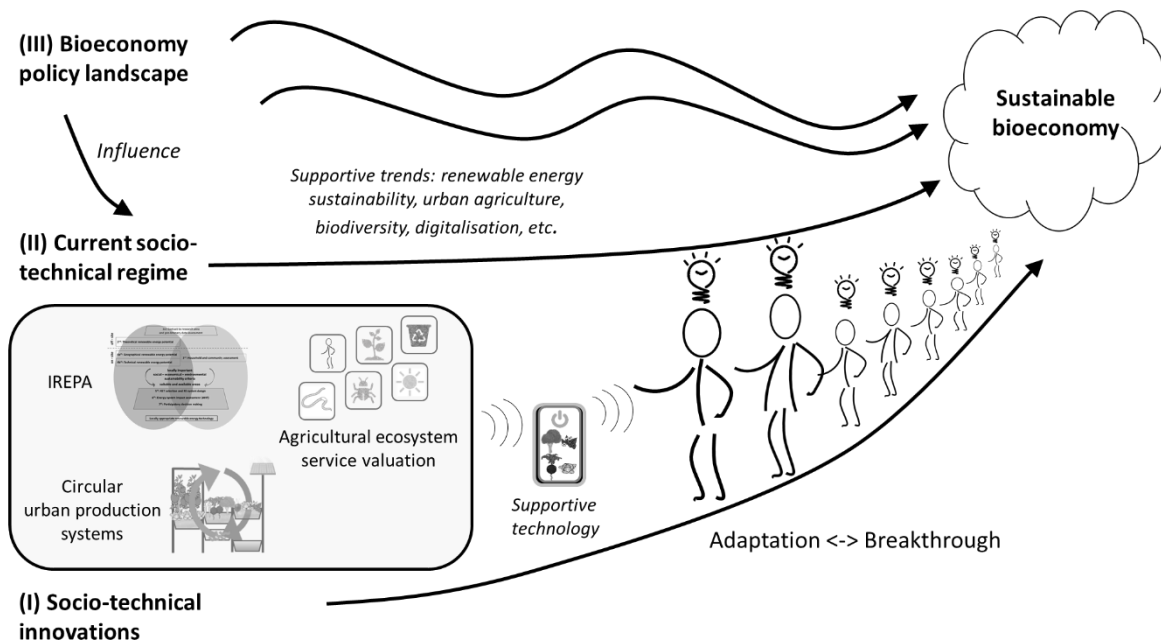 (III) Bioeconomy
policy landscape
Sustainable
bioeconomy
Influence
Supportive trends: renewable energy
sustainability, urban agriculture,
biodiversity, digitalisation, etc.
(II) Current socio-
technical regime
IREPA
Agricultural ecosystem
service valuation
Circular
urban production
systems
Supportive
technology
Adaptation <-> Breakthrough
(I) Socio-technical
innovations